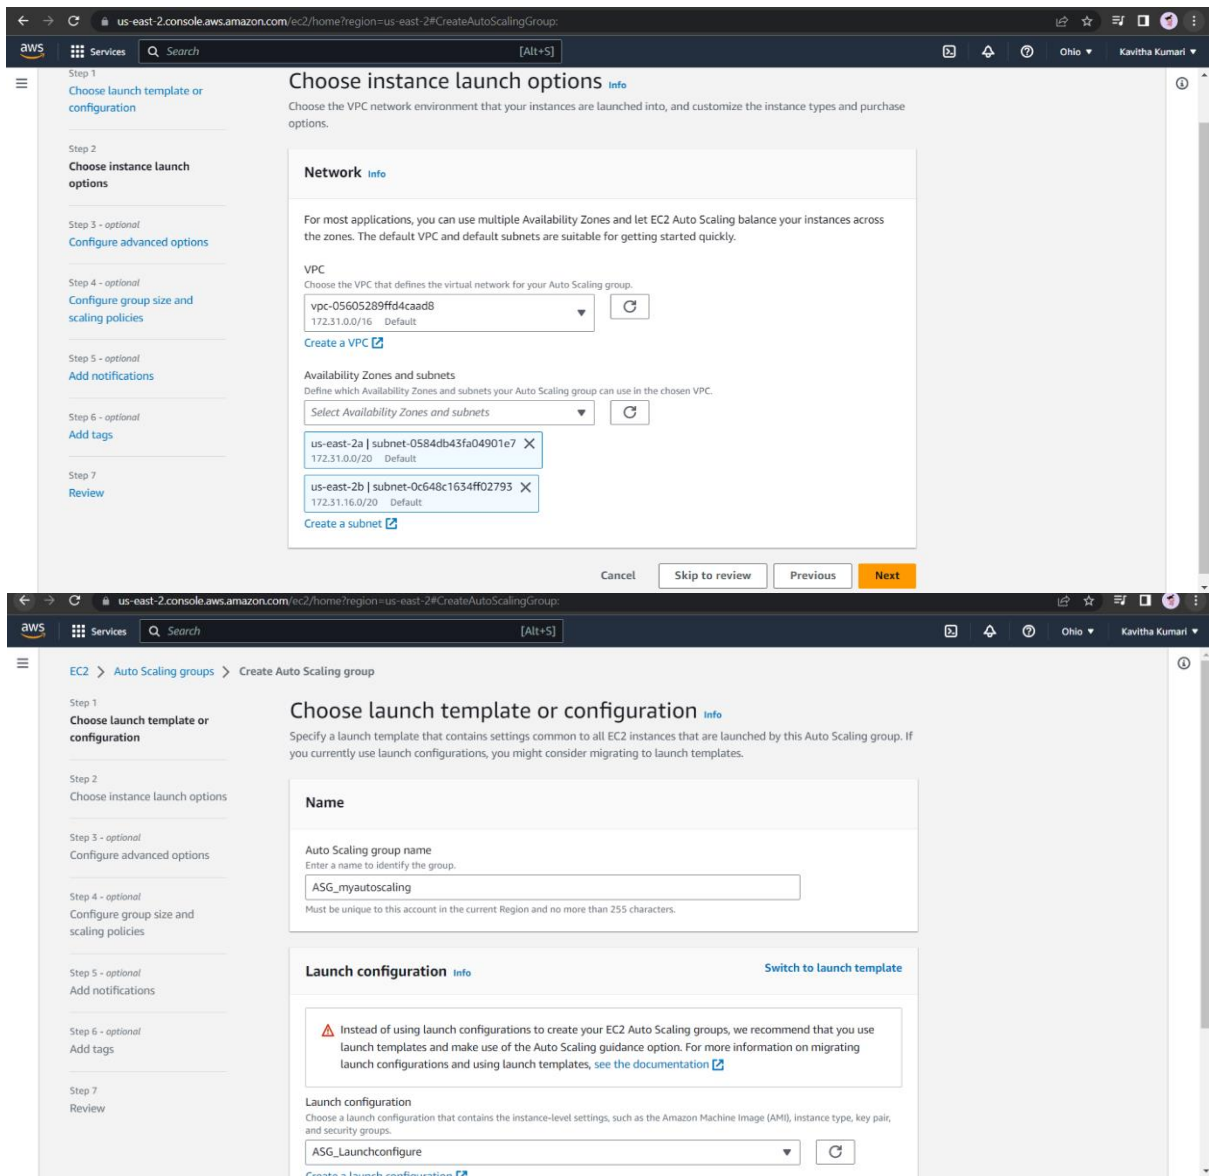 us-east-2.console.aws.amazon.com/ec2/home?region=us-east-2#CreateAutoScalingGroup:
aws
Services
Search
[Alt+S]
Ohio
Kavitha Kumari
Step 1
Choose launch template or
configuration
Step 2
Choose instance launch
options
Step 3 - optional
Configure advanced options
Step 4 - optional
Configure group size and
scaling policies
Step 5 - optional
Add notifications
Step 6 - optional
Add tags
Step 7
Review
Choose instance launch options Info
Choose the VPC network environment that your instances are launched into, and customize the instance types and purchase
options.
Network Info
For most applications, you can use multiple Availability Zones and let EC2 Auto Scaling balance your instances across
the zones. The default VPC and default subnets are suitable for getting started quickly.
VPC
Choose the VPC that defines the virtual network for your Auto Scaling group.
vpc-05605289ffd4caad8
172.31.0.0/16 Default
Create a VPC
Availability Zones and subnets
Define which Availability Zones and subnets your Auto Scaling group can use in the chosen VPC.
Select Availability Zones and subnets
us-east-2a | subnet-0584db43fa04901e7
172.31.0.0/20 Default
us-east-2b | subnet-0c648c1634ff02793
172.31.16.0/20 Default
Create a subnet
Cancel
Skip to review
Previous
Next
us-east-2.console.aws.amazon.com/ec2/home?region=us-east-2#CreateAutoScalingGroup:
aws
Services
Search
[Alt+S]
Ohio
Kavitha Kumari
EC2 > Auto Scaling groups > Create Auto Scaling group
Step 1
Choose launch template or
configuration
Step 2
Choose instance launch options
Step 3 - optional
Configure advanced options
Step 4 - optional
Configure group size and
scaling policies
Step 5 - optional
Add notifications
Step 6 - optional
Add tags
Step 7
Review
Choose launch template or configuration Info
Specify a launch template that contains settings common to all EC2 instances that are launched by this Auto Scaling group. If
you currently use launch configurations, you might consider migrating to launch templates.
Name
Auto Scaling group name
Enter a name to identify the group.
ASG_myautoscaling
Must be unique to this account in the current Region and no more than 255 characters.
Launch configuration Info
Switch to launch template
Instead of using launch configurations to create your EC2 Auto Scaling groups, we recommend that you use
launch templates and make use of the Auto Scaling guidance option. For more information on migrating
launch configurations and using launch templates, see the documentation
Launch configuration
Choose a launch configuration that contains the instance-level settings, such as the Amazon Machine Image (AMI), instance type, key pair,
and security groups.
ASG_Launchconfigure
Create a launch configuration